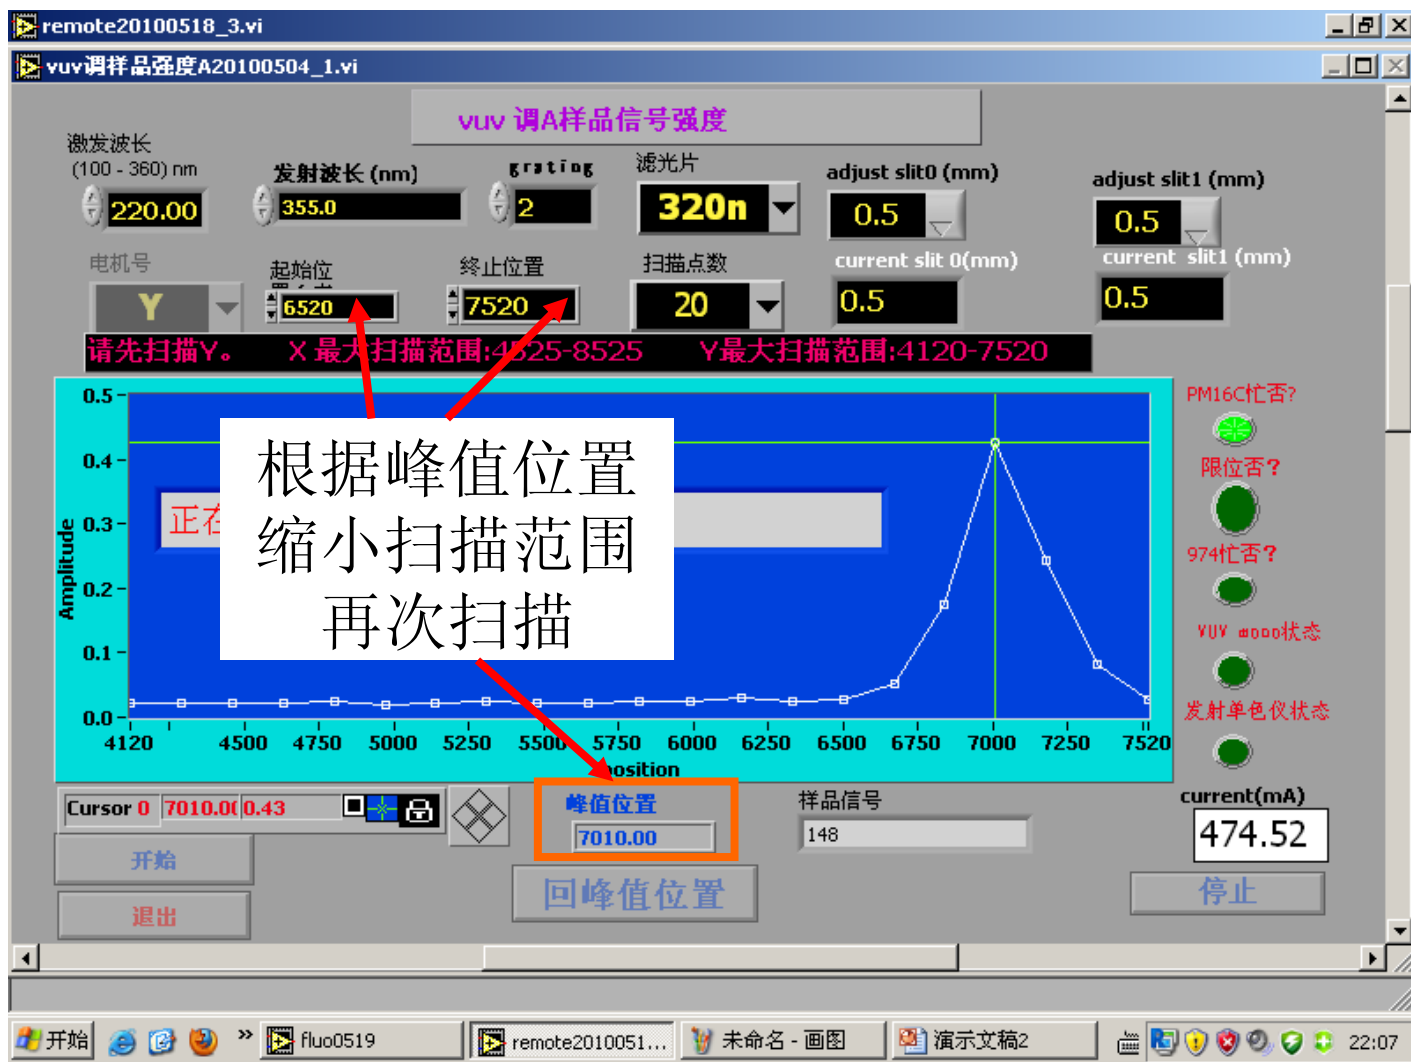 remote20100518_3.vi
vuv调样品强度A20100504_1.vi
vuv 调A样品信号强度
激发波长
(100 - 360) nm
220.00
发射波长 (nm)
355.0
grating
2
滤光片
320n
adjust slit0 (mm)
0.5
adjust slit1 (mm)
0.5
电机号
Y
起始位
6520
终止位置
7520
扫描点数
20
current slit 0(mm)
0.5
current slit1 (mm)
0.5
请先扫描Y。 X 最大扫描范围:4525-8525 Y最大扫描范围:4120-7520
根据峰值位置
缩小扫描范围
再次扫描
正在
Amplitude
0.5
0.4
0.3
0.2
0.1
0.0
4120 4500 4750 5000 5250 5500 5750 6000 6250 6500 6750 7000 7250 7520
position
PM16C忙否?
限位否?
974忙否?
VUV mono状态
发射单色仪状态
Cursor 0 7010.0( 0.43
峰值位置
7010.00
样品信号
148
current(mA)
474.52
开始
退出
回峰值位置
停止
开始
»
fluo0519
remote2010051...
未命名 - 画图
演示文稿2
22:07